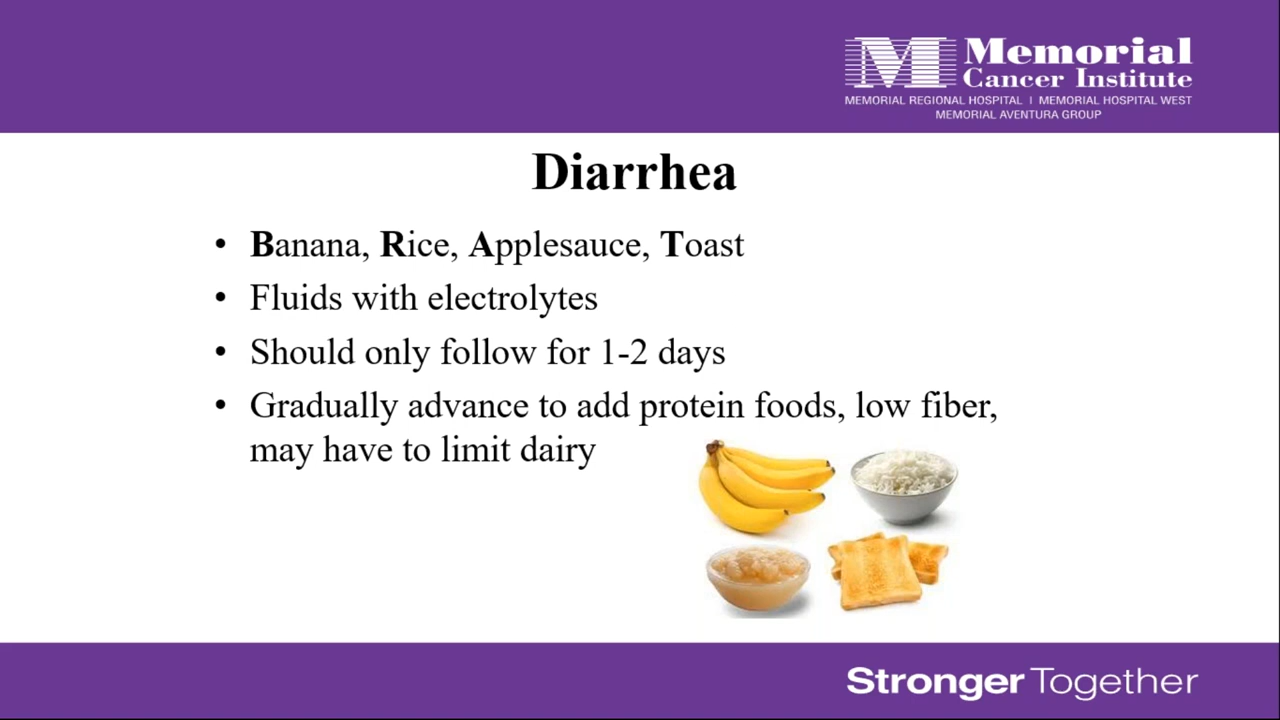 Memorial
Cancer Institute
MEMORIAL REGIONAL HOSPITAL | MEMORIAL HOSPITAL WEST
MEMORIAL AVENTURA GROUP
Diarrhea
• Banana, Rice, Applesauce, Toast
• Fluids with electrolytes
• Should only follow for 1-2 days
• Gradually advance to add protein foods, low fiber,
may have to limit dairy
Stronger Together